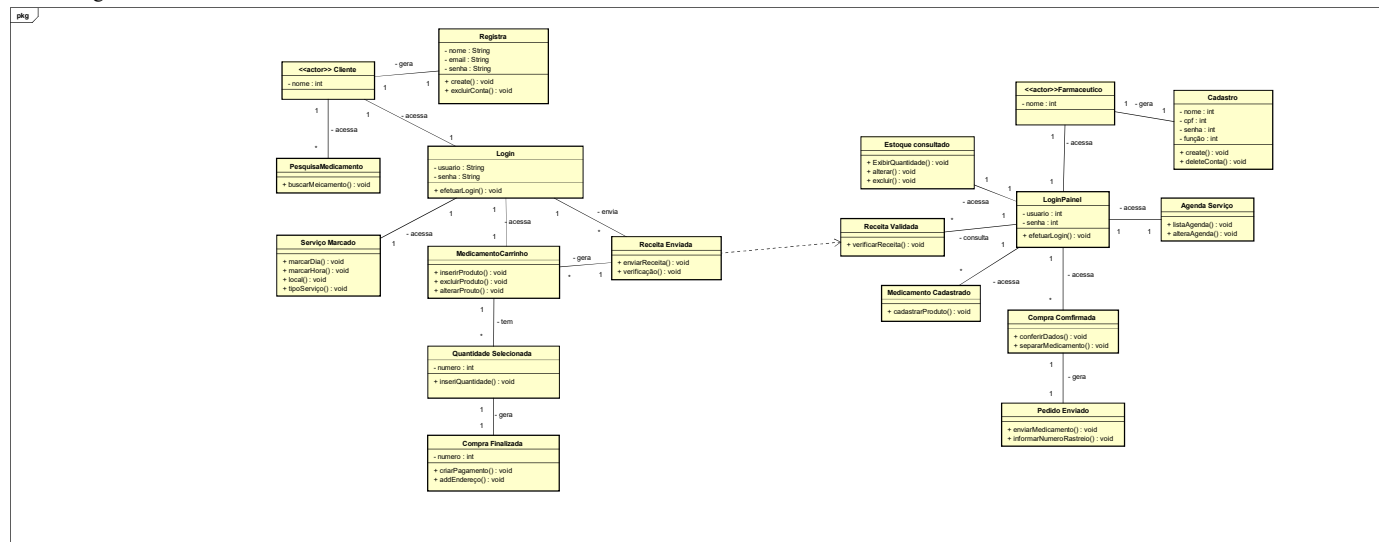 pkg
Registra
- nome : String
- email : String
- senha : String
+ create() : void
+ excluirConta() : void
- gera
1
1
<<actor>> Cliente
- nome : int
1
- acessa
*
1
- acessa
1
PesquisaMedicamento
+ buscarMeicamento() : void
Login
- usuario : String
- senha : String
+ efetuarLogin() : void
1
- acessa
1
1
- acessa
1
1
- envia
*
Serviço Marcado
+ marcarDia() : void
+ marcarHora() : void
+ local() : void
+ tipoServiço() : void
MedicamentoCarrinho
+ inserirProduto() : void
+ excluirProduto() : void
+ alterarProuto() : void
- gera
*
1
Receita Enviada
+ enviarReceita() : void
+ verificação() : void
1
- tem
*
Quantidade Selecionada
- numero : int
+ inseriQuantidade() : void
1
- gera
1
Compra Finalizada
- numero : int
+ criarPagamento() : void
+ addEndereço() : void
<<actor>>Farmaceutico
- nome : int
1
- gera
1
Cadastro
- nome : int
- cpf : int
- senha : int
- função : int
+ create() : void
+ deleteConta() : void
1
- acessa
1
Estoque consultado
+ ExibirQuantidade() : void
+ alterar() : void
+ excluir() : void
1
1
- acessa
LoginPainel
- usuario : int
- senha : int
+ efetuarLogin() : void
- acessa
1
1
Agenda Serviço
+ listaAgenda() : void
+ alteraAgenda() : void
Receita Validada
+ verificarReceita() : void
*
1
- consulta
1
*
- acessa
Medicamento Cadastrado
+ cadastrarProduto() : void
1
- acessa
*
Compra Comfirmada
+ conferirDados() : void
+ separarMedicamento() : void
1
- gera
1
Pedido Enviado
+ enviarMedicamento() : void
+ informarNumeroRastreio() : void